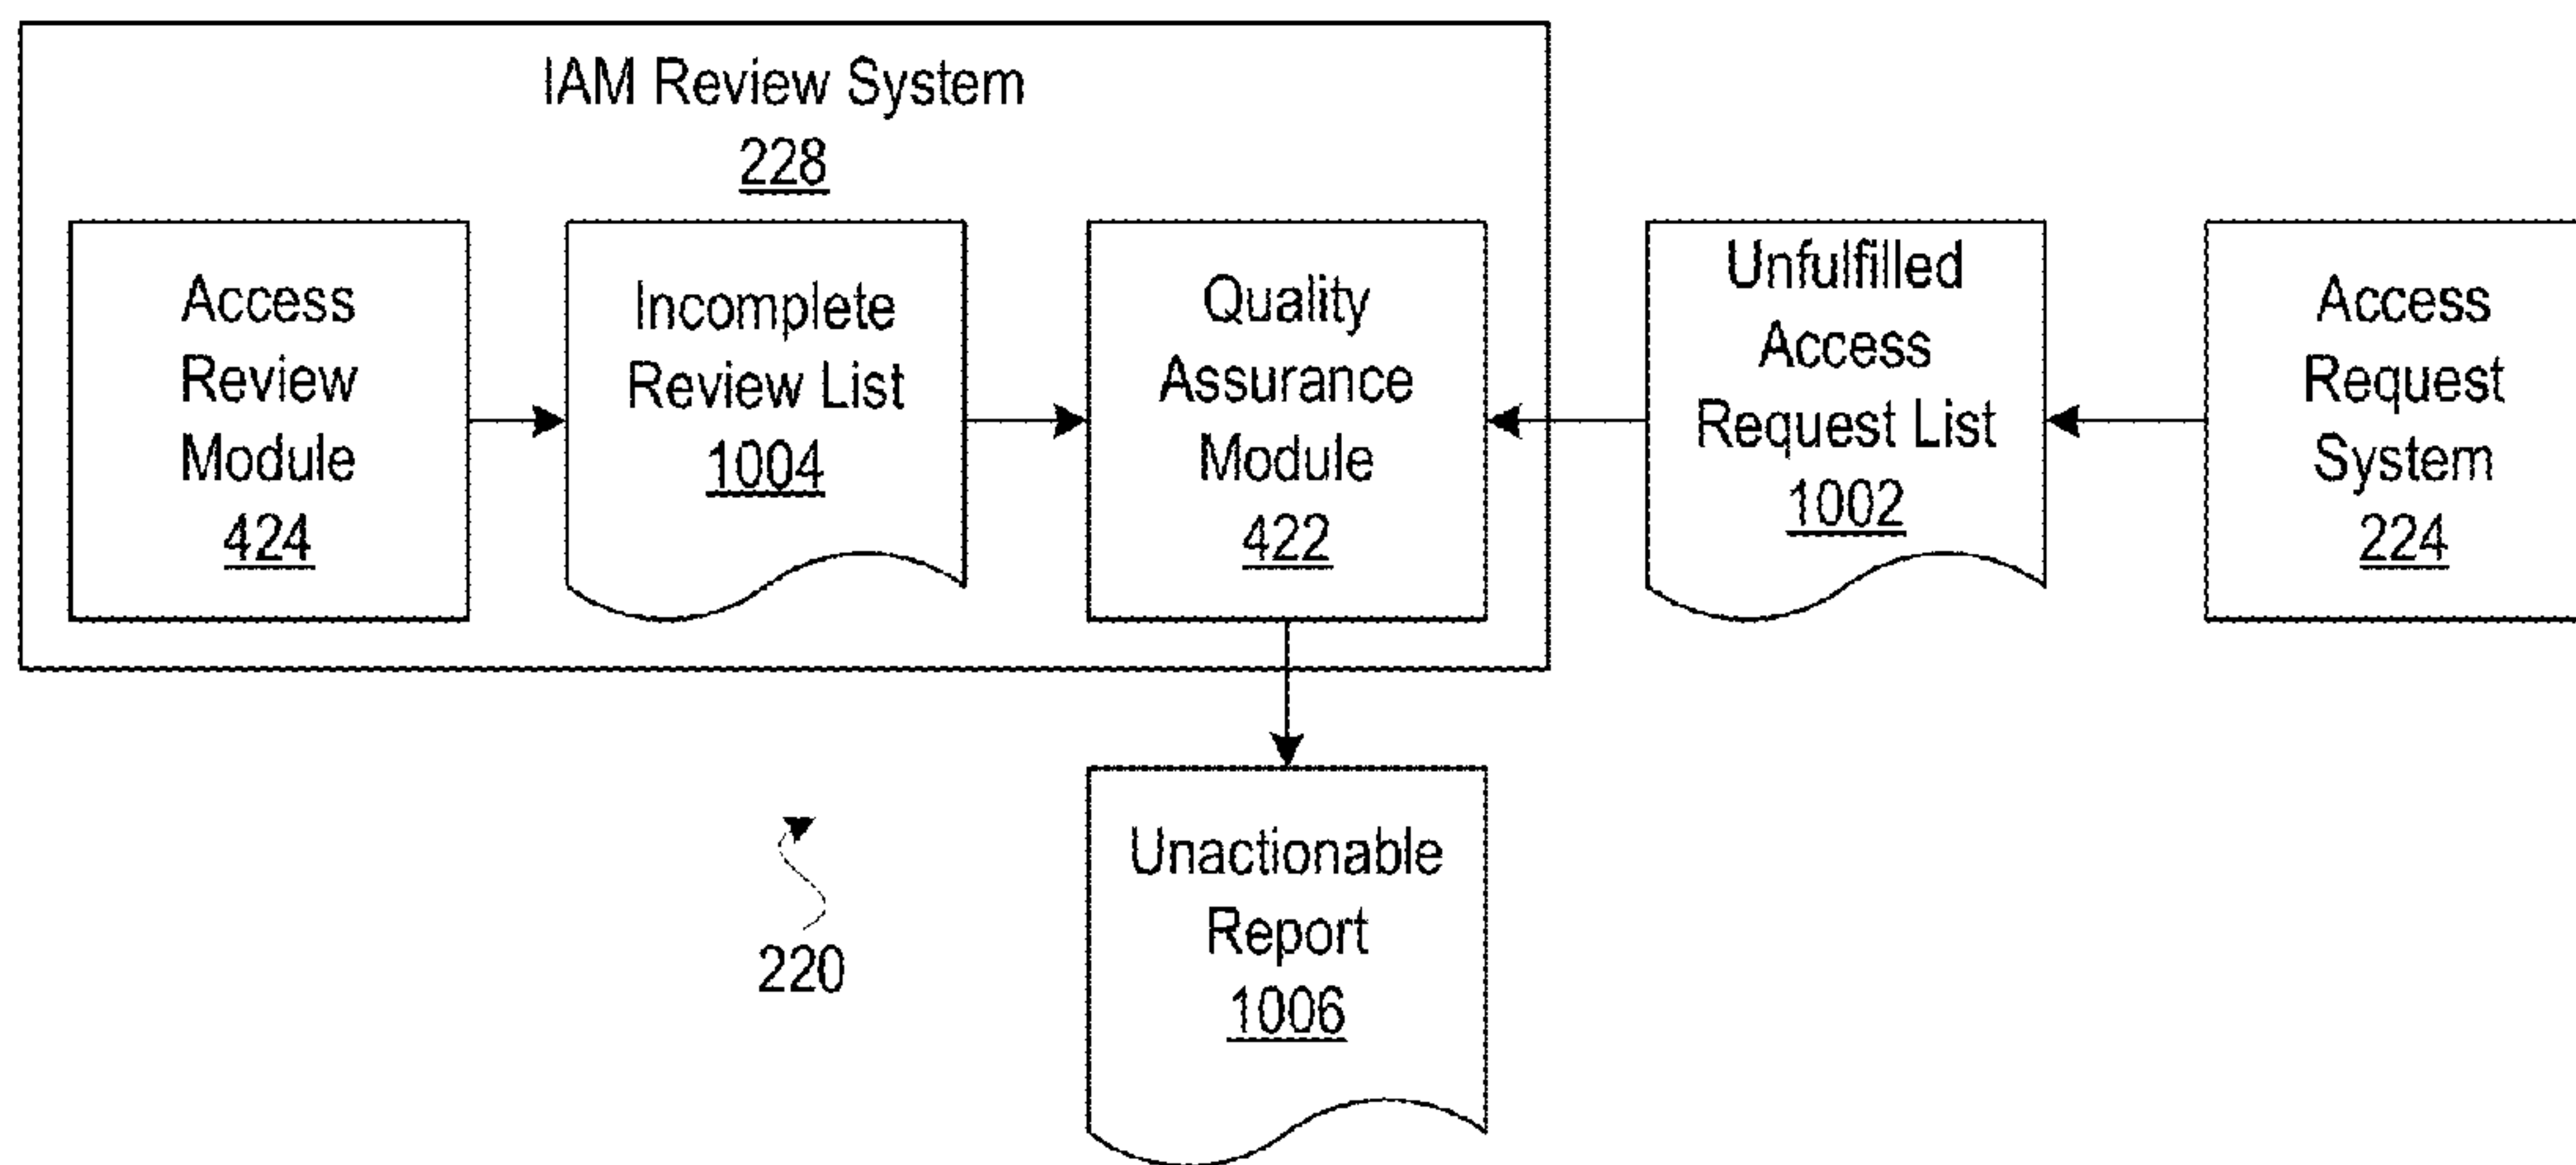 IAM Review System
228
Access
Review
Module
424
Incomplete
Review List
1004
Quality
Assurance
Module
422
Unfulfilled
Access
Request List
1002
Access
Request
System
224
220
Unactionable
Report
1006